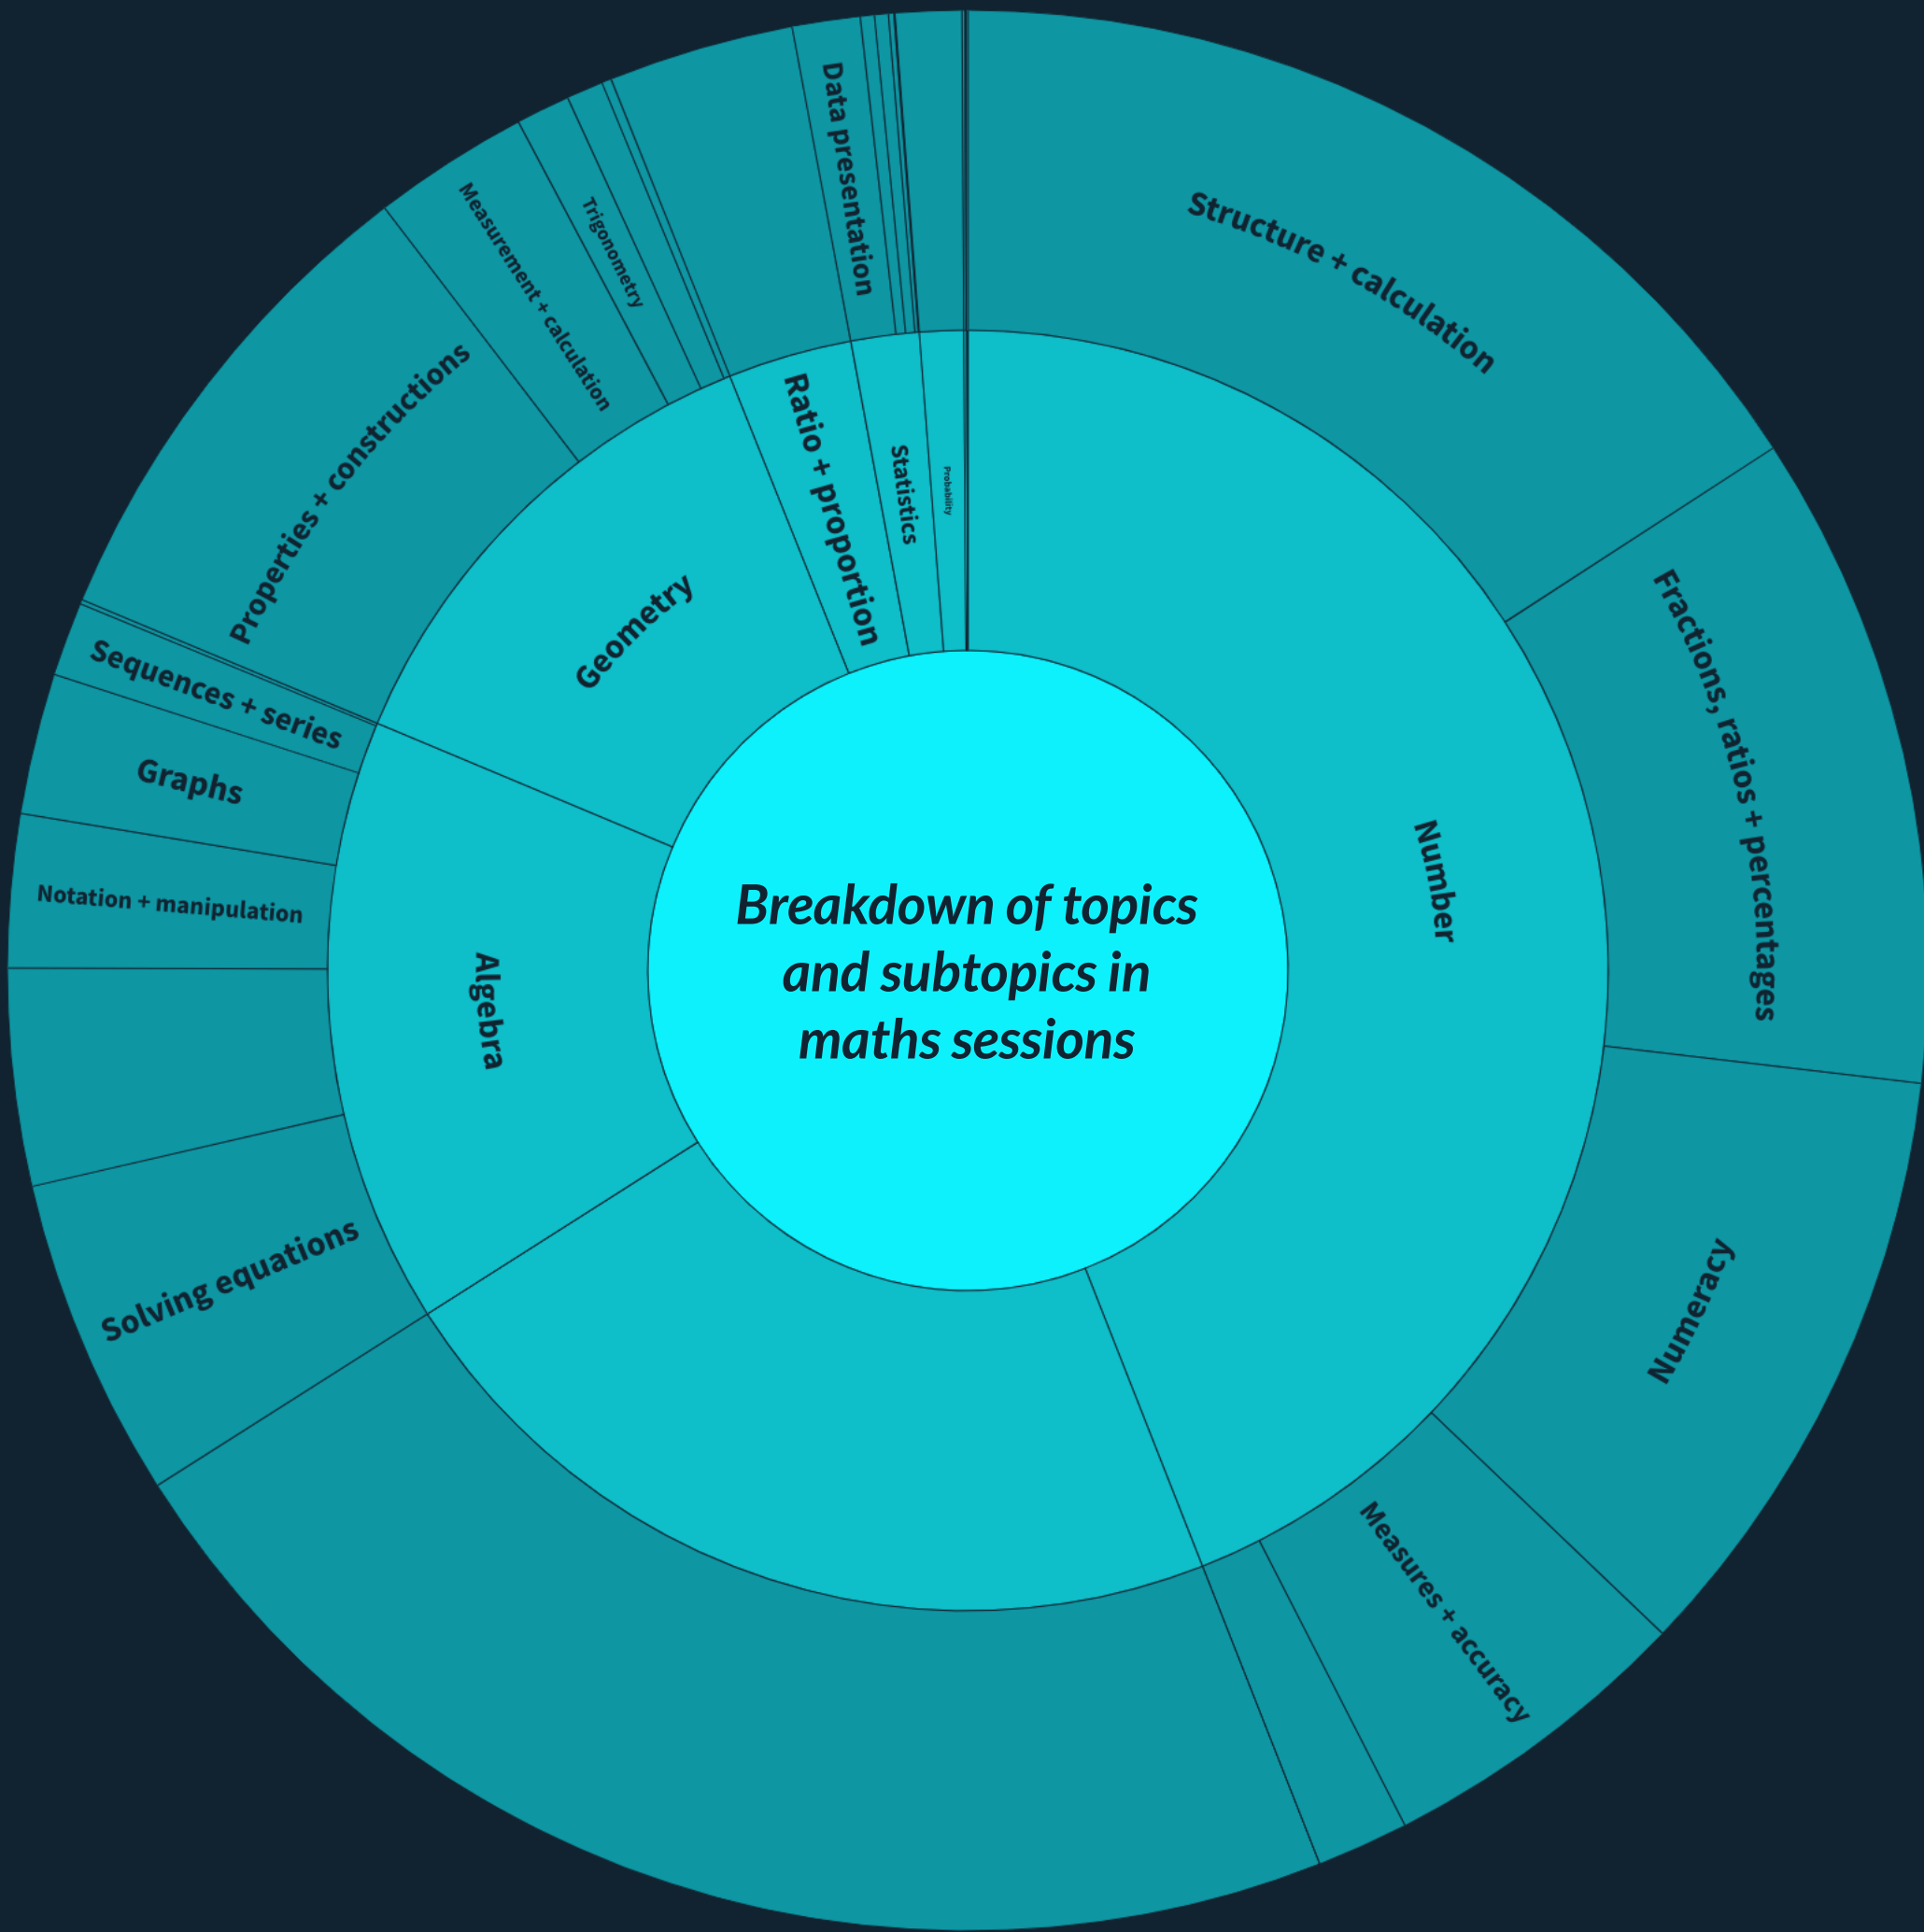 Breakdown of topics
and subtopics in
maths sessions
Number
Structure + calculation
Fractions, ratios + percentages
Numeracy
Measures + accuracy
Algebra
Solving equations
Notation + manipulation
Graphs
Sequences + series
Geometry
Properties + constructions
Measurement + calculation
Trigonometry
Ratio + proportion
Statistics
Data presentation
Probability